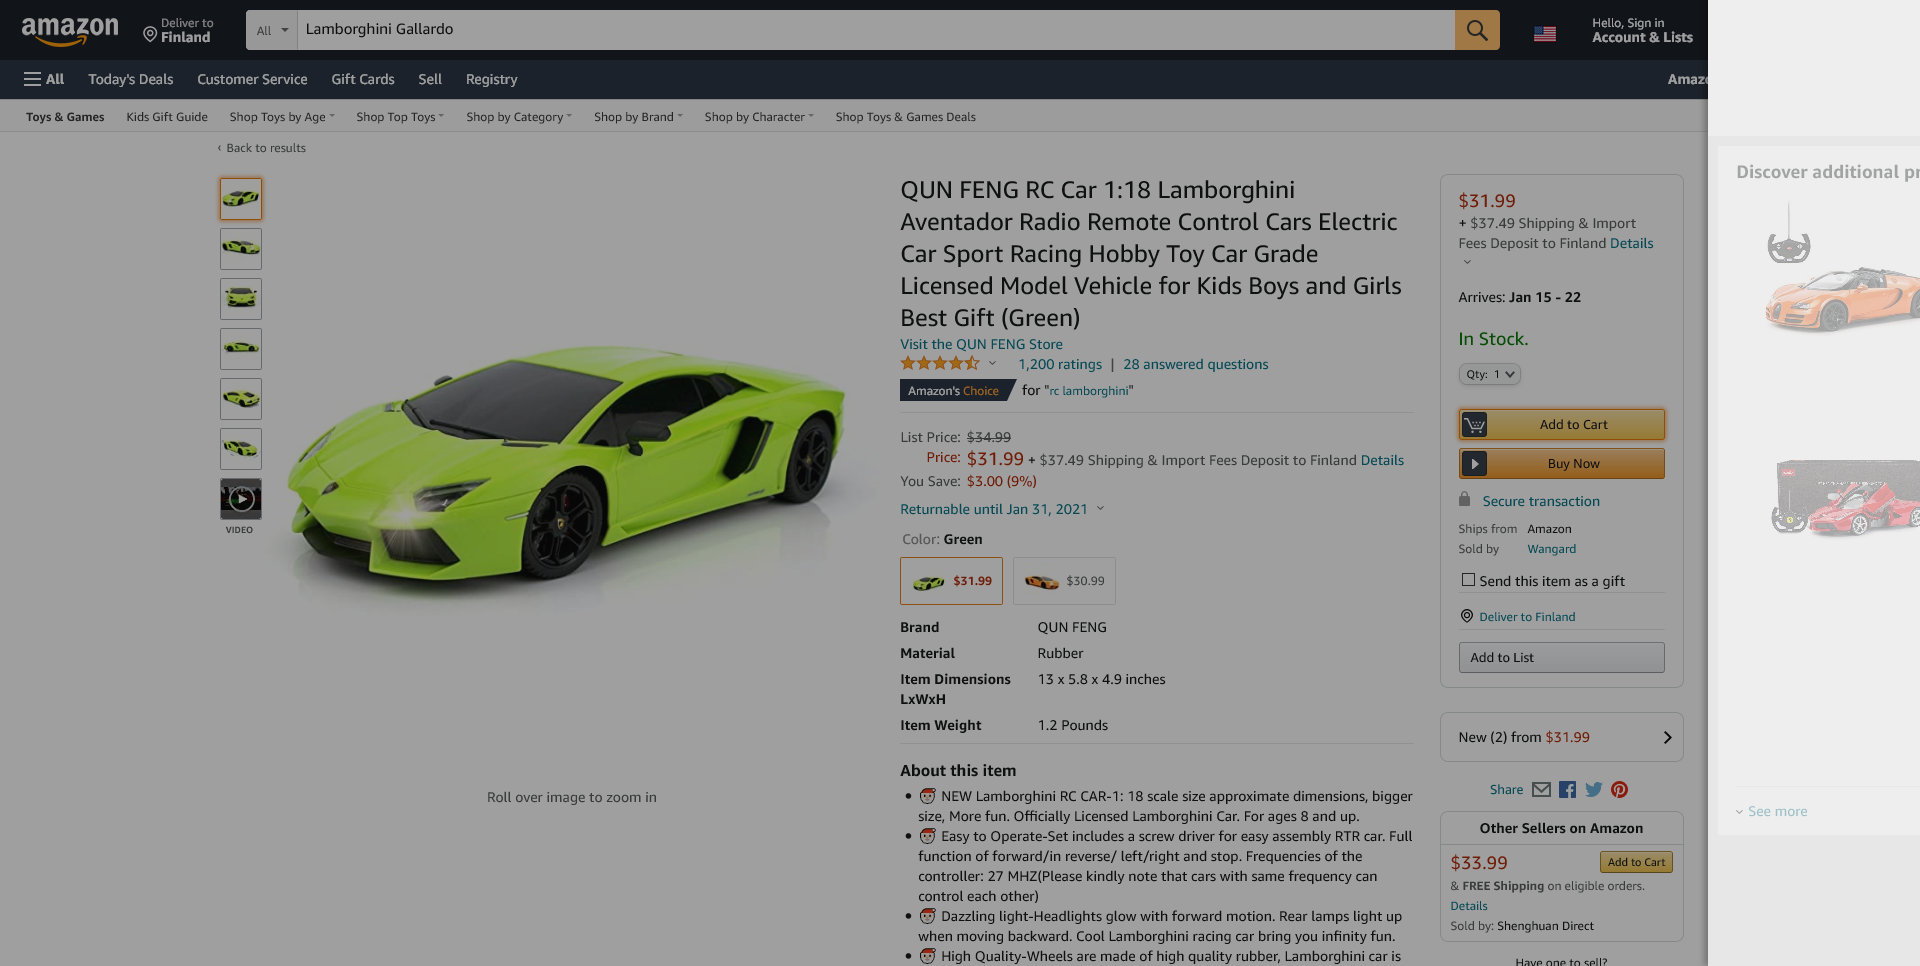 amazon
Deliver to
Finland
All
Lamborghini Gallardo
Hello, Sign in
Account & Lists
All
Today's Deals
Customer Service
Gift Cards
Sell
Registry
Toys & Games
Kids Gift Guide
Shop Toys by Age
Shop Top Toys
Shop by Category
Shop by Brand
Shop by Character
Shop Toys & Games Deals
‹ Back to results
VIDEO
Roll over image to zoom in
QUN FENG RC Car 1:18 Lamborghini
Aventador Radio Remote Control Cars Electric
Car Sport Racing Hobby Toy Car Grade
Licensed Model Vehicle for Kids Boys and Girls
Best Gift (Green)
Visit the QUN FENG Store
1,200 ratings | 28 answered questions
Amazon's Choice for "rc lamborghini"
List Price: $34.99
Price: $31.99 + $37.49 Shipping & Import Fees Deposit to Finland Details
You Save: $3.00 (9%)
Returnable until Jan 31, 2021
Color: Green
$31.99
$30.99
Brand QUN FENG
Material Rubber
Item Dimensions 13 x 5.8 x 4.9 inches
LxWxH
Item Weight 1.2 Pounds
About this item
• NEW Lamborghini RC CAR-1: 18 scale size approximate dimensions, bigger
size, More fun. Officially Licensed Lamborghini Car. For ages 8 and up.
• Easy to Operate-Set includes a screw driver for easy assembly RTR car. Full
function of forward/in reverse/ left/right and stop. Frequencies of the
controller: 27 MHZ(Please kindly note that cars with same frequency can
control each other)
• Dazzling light-Headlights glow with forward motion. Rear lamps light up
when moving backward. Cool Lamborghini racing car bring you infinity fun.
• High Quality-Wheels are made of high quality rubber, Lamborghini car is
$31.99
+ $37.49 Shipping & Import
Fees Deposit to Finland Details
Arrives: Jan 15 - 22
In Stock.
Qty: 1
Add to Cart
Buy Now
Secure transaction
Ships from Amazon
Sold by Wangard
Send this item as a gift
Deliver to Finland
Add to List
New (2) from $31.99
Share
Other Sellers on Amazon
$33.99
Add to Cart
& FREE Shipping on eligible orders.
Details
Sold by: Shenghuan Direct
Have one to sell?
Discover additional
See more